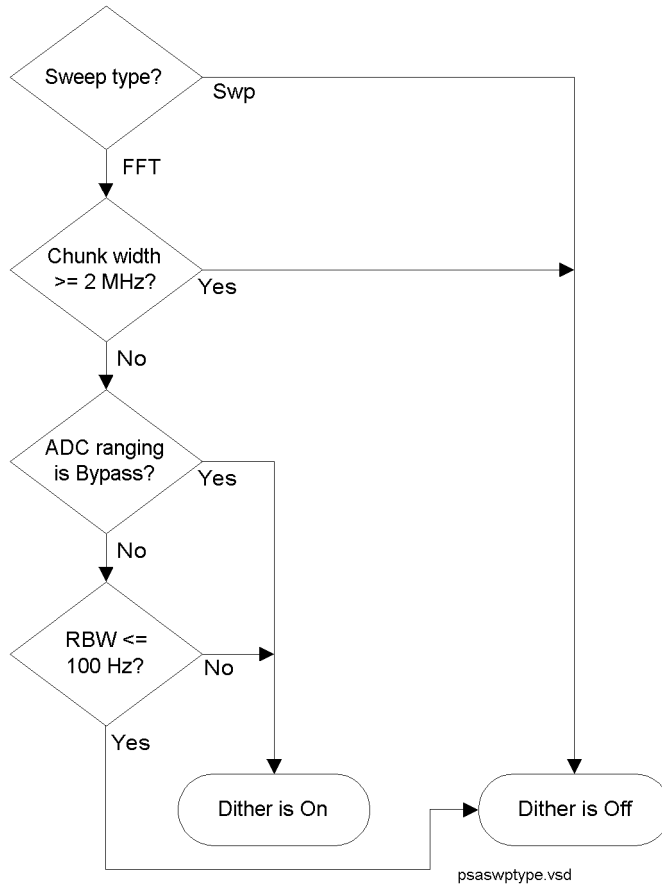 Sweep type?
Swp
FFT
Chunk width
>= 2 MHz?
Yes
No
ADC ranging
is Bypass?
Yes
No
RBW <=
100 Hz?
No
Yes
Dither is On
Dither is Off
psaswptype.vsd